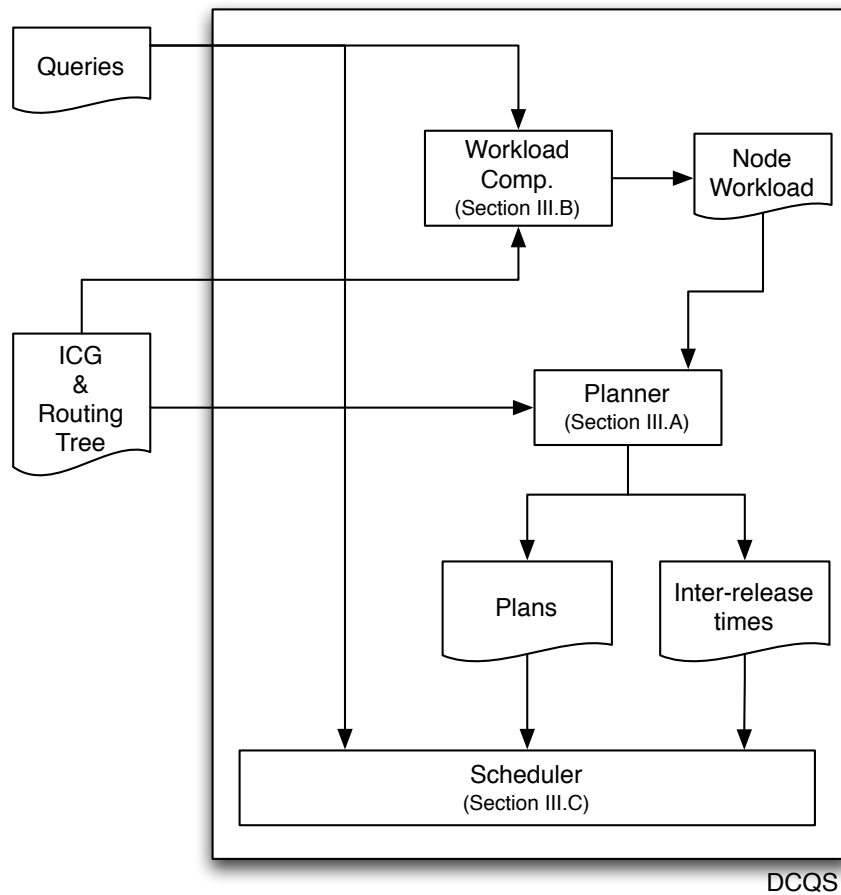 Queries
Workload
Comp.
(Section III.B)
Node
Workload
ICG
&
Routing
Tree
Planner
(Section III.A)
Plans
Inter-release
times
Scheduler
(Section III.C)
DCQS